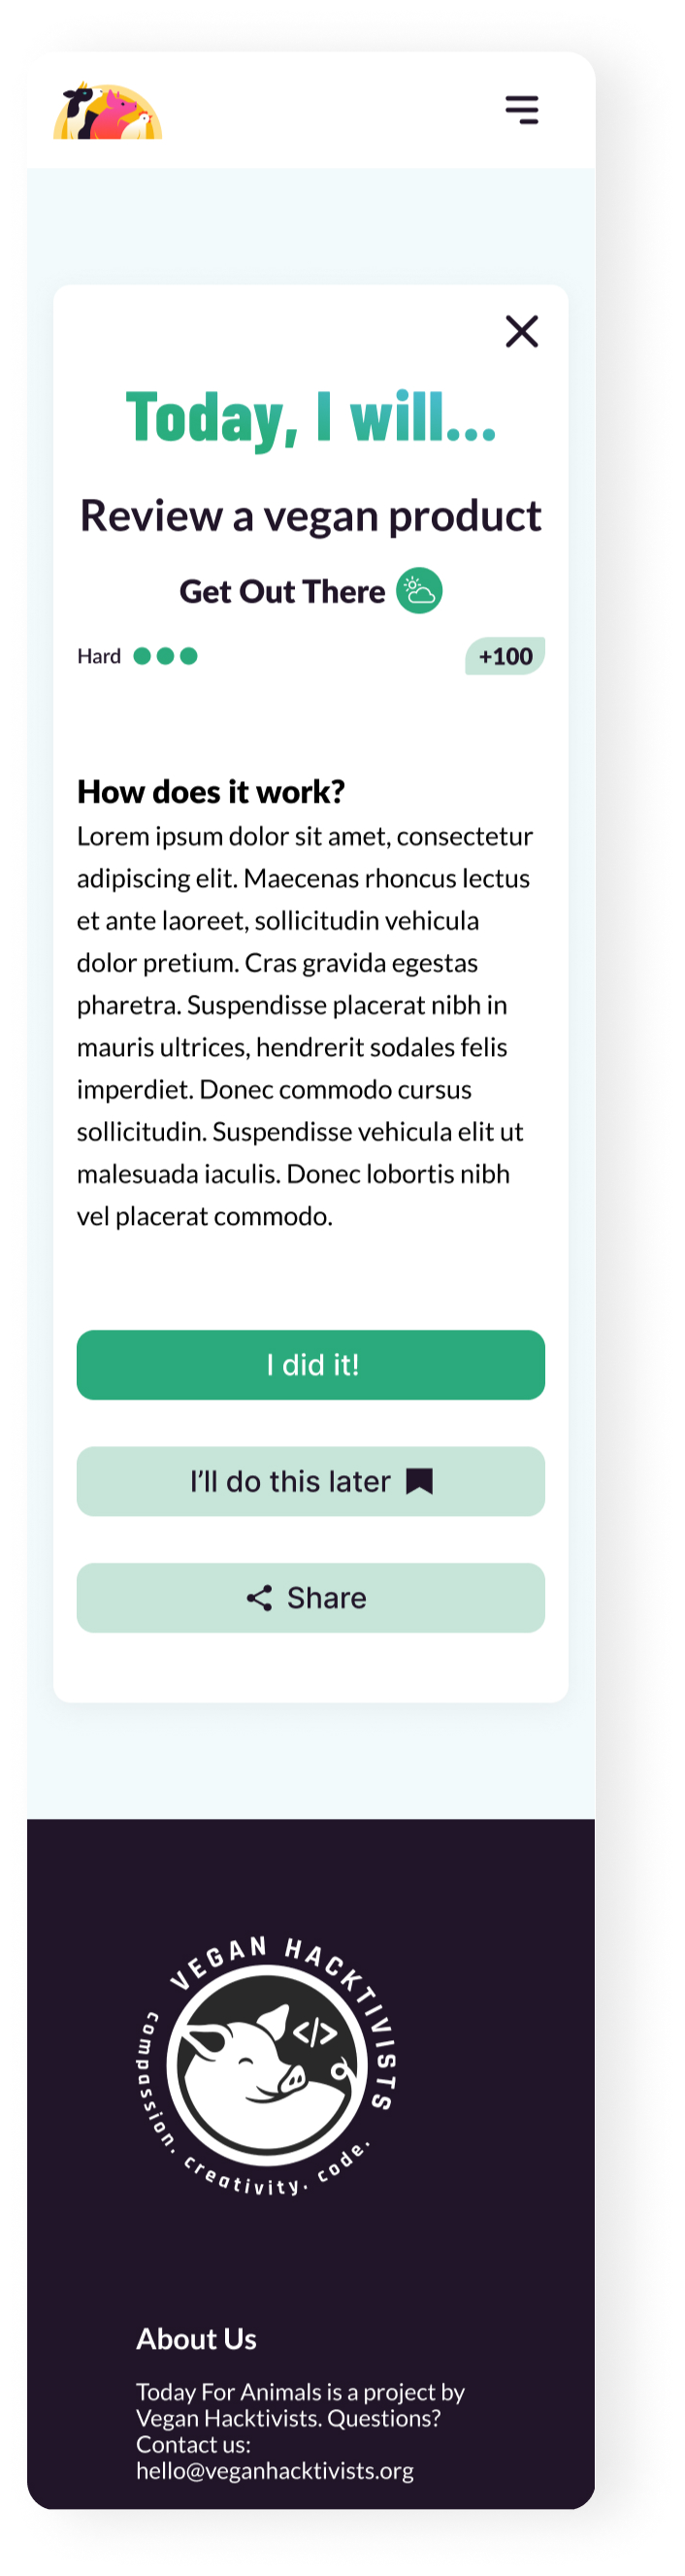 Today, I will...
Review a vegan product
Get Out There
Hard
+100
How does it work?
Lorem ipsum dolor sit amet, consectetur
adipiscing elit. Maecenas rhoncus lectus
et ante laoreet, sollicitudin vehicula
dolor pretium. Cras gravida egestas
pharetra. Suspendisse placerat nibh in
mauris ultrices, hendrerit sodales felis
imperdiet. Donec commodo cursus
sollicitudin. Suspendisse vehicula elit ut
malesuada iaculis. Donec lobortis nibh
vel placerat commodo.
I did it!
I’ll do this later
Share
VEGAN HACKTIVISTS
</>
compassion. creativity. code.
About Us
Today For Animals is a project by
Vegan Hacktivists. Questions?
Contact us:
hello@veganhacktivists.org